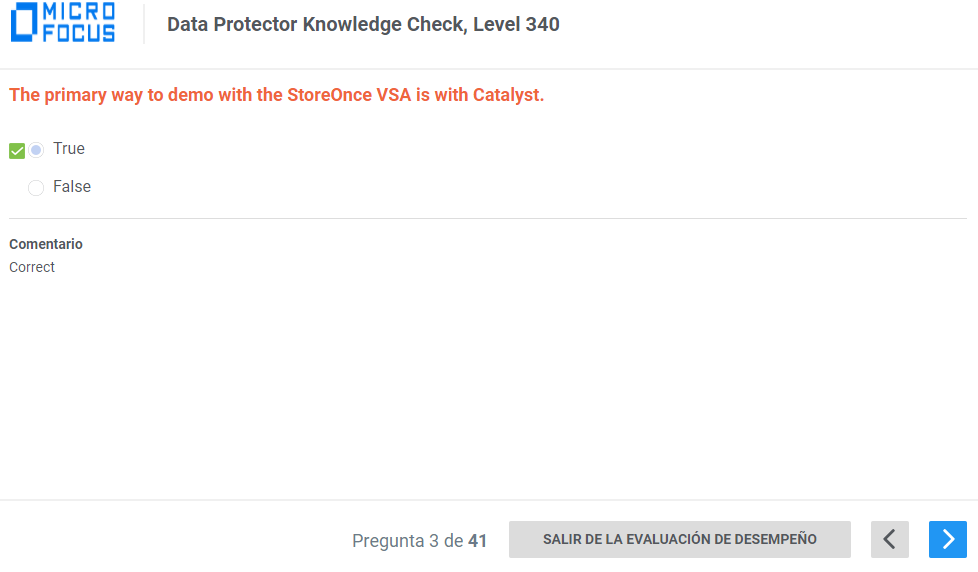 MICRO
FOCUS
Data Protector Knowledge Check, Level 340
The primary way to demo with the StoreOnce VSA is with Catalyst.
True
False
Comentario
Correct
Pregunta 3 de 41
SALIR DE LA EVALUACIÓN DE DESEMPEÑO